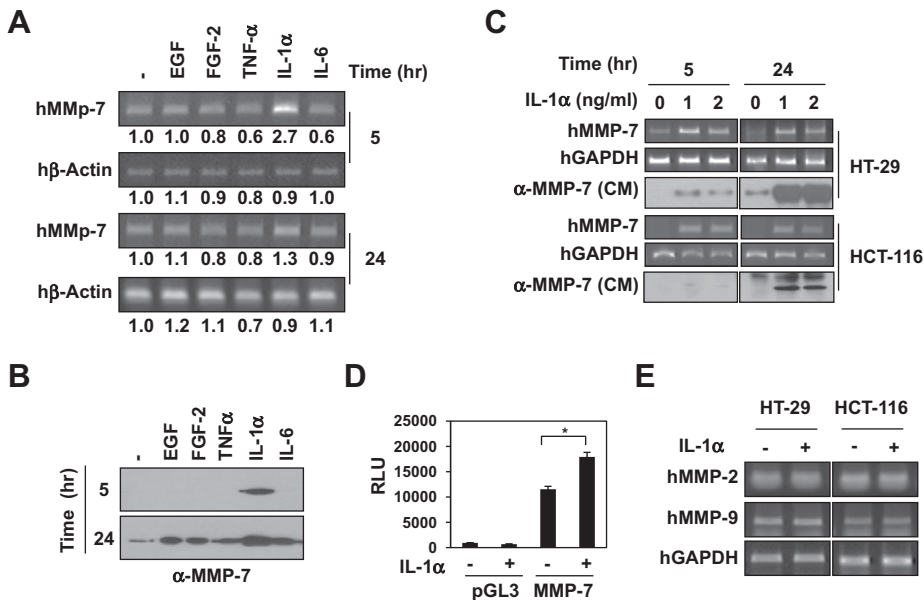 A
- EGF FGF-2 TNF-α IL-1α IL-6 Time (hr)
hMMp-7
1.0 1.0 0.8 0.6 2.7 0.6
5
hβ-Actin
1.0 1.1 0.9 0.8 0.9 1.0
hMMp-7
1.0 1.1 0.8 0.8 1.3 0.9
24
hβ-Actin
1.0 1.2 1.1 0.7 0.9 1.1
B
- EGF FGF-2 TNFα IL-1α IL-6
Time (hr)
5
24
α-MMP-7
C
Time (hr) 5 24
IL-1α (ng/ml) 0 1 2 0 1 2
hMMP-7
hGAPDH
HT-29
α-MMP-7 (CM)
hMMP-7
hGAPDH
HCT-116
α-MMP-7 (CM)
D
RLU
25000
20000
15000
10000
5000
0
*
IL-1α - + - +
pGL3 MMP-7
E
HT-29 HCT-116
IL-1α - + - +
hMMP-2
hMMP-9
hGAPDH